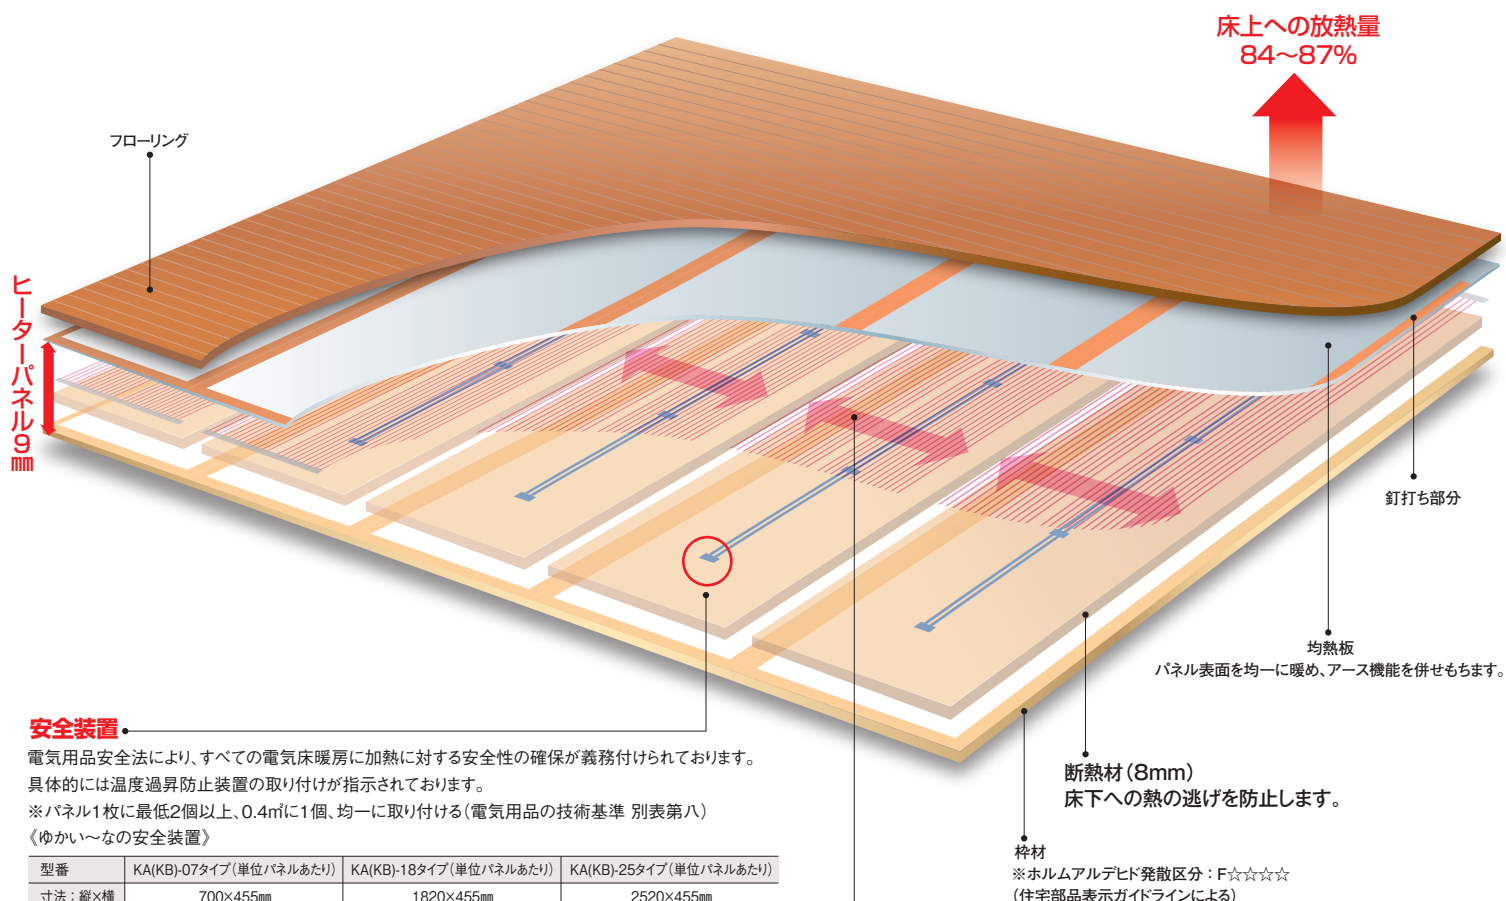 床上への放熱量
84〜87%
フローリング
ヒーターパネル9㎜
釘打ち部分
均熱板
パネル表面を均一に暖め、アース機能を併せもちます。
安全装置
電気用品安全法により、すべての電気床暖房に加熱に対する安全性の確保が義務付けられております。
具体的には温度過昇防止装置の取り付けが指示されております。
※パネル1枚に最低2個以上、0.4㎡に1個、均一に取り付ける(電気用品の技術基準 別表第八)
《ゆかい〜なの安全装置》
型番 KA(KB)-07タイプ(単位パネルあたり) KA(KB)-18タイプ(単位パネルあたり) KA(KB)-25タイプ(単位パネルあたり)
寸法：縦×横 700×455㎜ 1820×455㎜ 2520×455㎜
断熱材(8mm)
床下への熱の逃げを防止します。
枠材
※ホルムアルデヒド発散区分：F☆☆☆☆
(住宅部品表示ガイドラインによる)